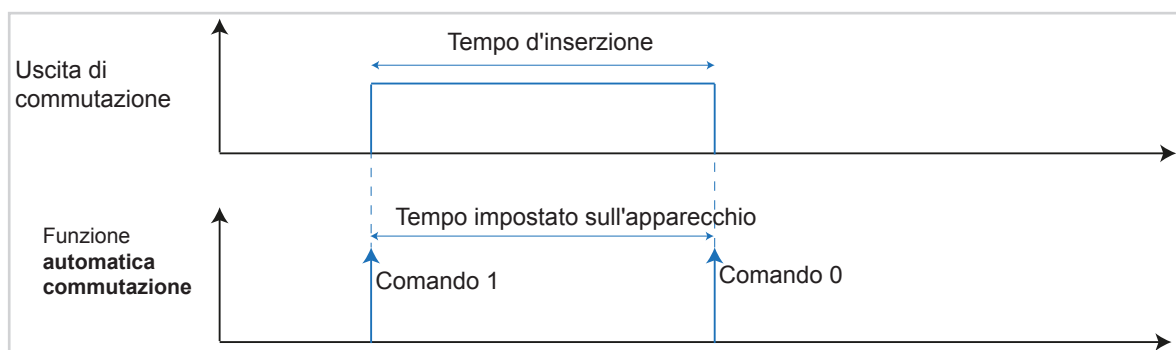 Tempo d'inserzione
Uscita di
commutazione
Tempo impostato sull'apparecchio
Funzione
automatica
commutazione
Comando 1
Comando 0